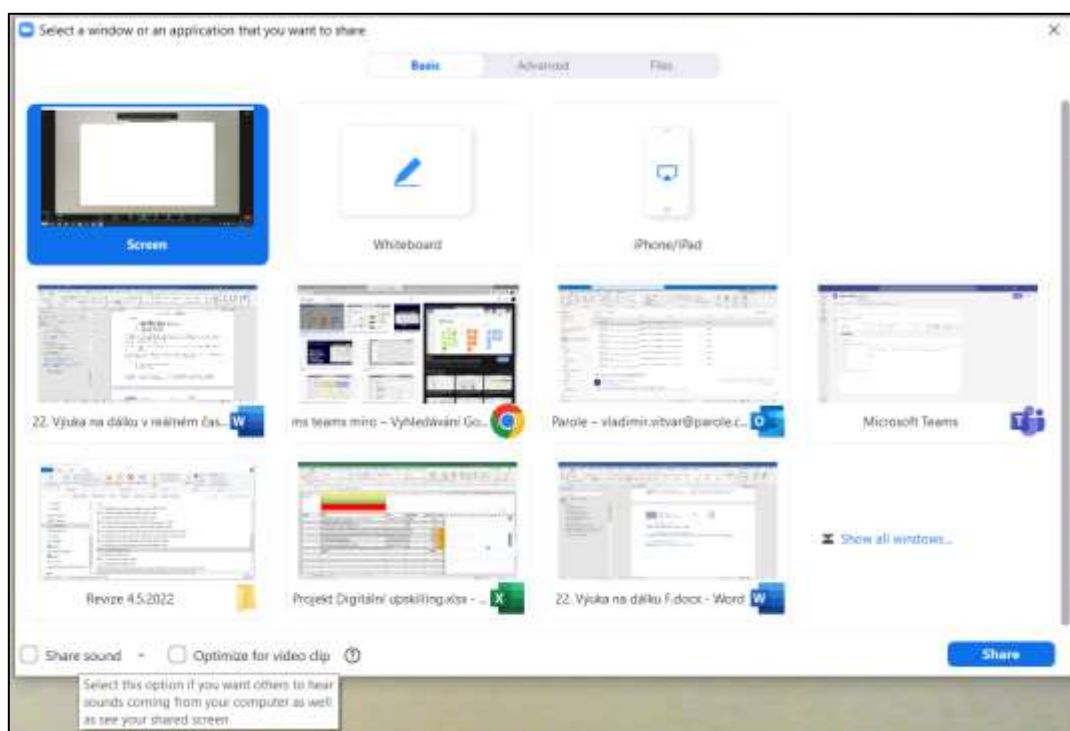 Select a window or an application that you want to share
Basic Advanced Files
Screen
Whiteboard
iPhone/iPad
22. Výuka na dálku v reálném čas...
ms teams miro – Vyhledávání Go...
Parole – vladimir.vitvar@parole.c...
Microsoft Teams
Revize 4.5.2022
Projekt Digitální upskilling.xlsx - ...
22. Výuka na dálku F.docx - Word
Show all windows...
Share sound
Optimize for video clip
Share
Select this option if you want others to hear
sounds coming from your computer as well
as see your shared screen